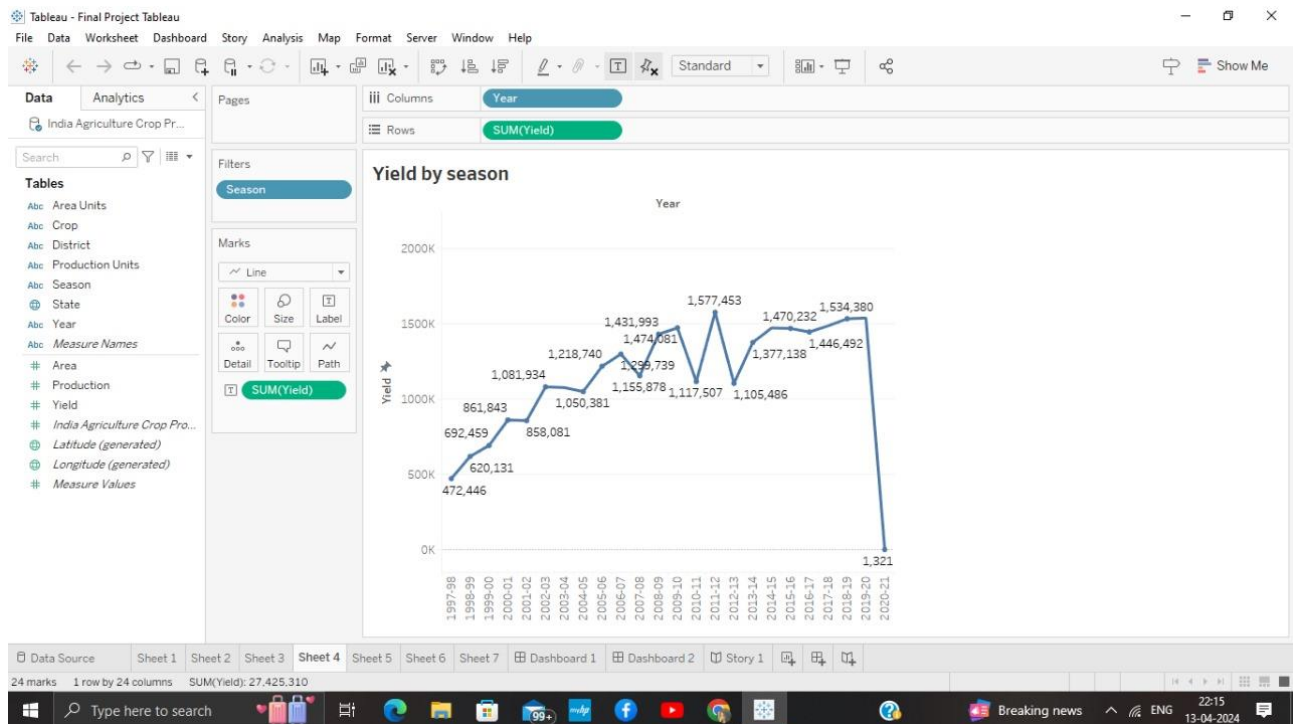 Tableau - Final Project Tableau
File Data Worksheet Dashboard Story Analysis Map Format Server Window Help
Standard
Show Me
Data Analytics
India Agriculture Crop Pr...
Search
Tables
Abc Area Units
Abc Crop
Abc District
Abc Production Units
Abc Season
State
Abc Year
Abc Measure Names
# Area
# Production
# Yield
# India Agriculture Crop Pro...
Latitude (generated)
Longitude (generated)
# Measure Values
Pages
Filters
Season
Marks
Line
Color Size Label
Detail Tooltip Path
SUM(Yield)
Columns Year
Rows SUM(Yield)
Yield by season
Year
Yield
2000K
1500K
1000K
500K
0K
472,446
620,131
692,459
861,843
858,081
1,081,934
1,050,381
1,218,740
1,299,739
1,155,878
1,431,993
1,474,081
1,117,507
1,577,453
1,105,486
1,377,138
1,470,232
1,446,492
1,534,380
1,321
1997-98
1998-99
1999-00
2000-01
2001-02
2002-03
2003-04
2004-05
2005-06
2006-07
2007-08
2008-09
2009-10
2010-11
2011-12
2012-13
2013-14
2014-15
2015-16
2016-17
2017-18
2018-19
2019-20
2020-21
Data Source Sheet 1 Sheet 2 Sheet 3 Sheet 4 Sheet 5 Sheet 6 Sheet 7 Dashboard 1 Dashboard 2 Story 1
24 marks 1 row by 24 columns SUM(Yield): 27,425,310
Type here to search
99+
Breaking news
ENG
22:15
13-04-2024